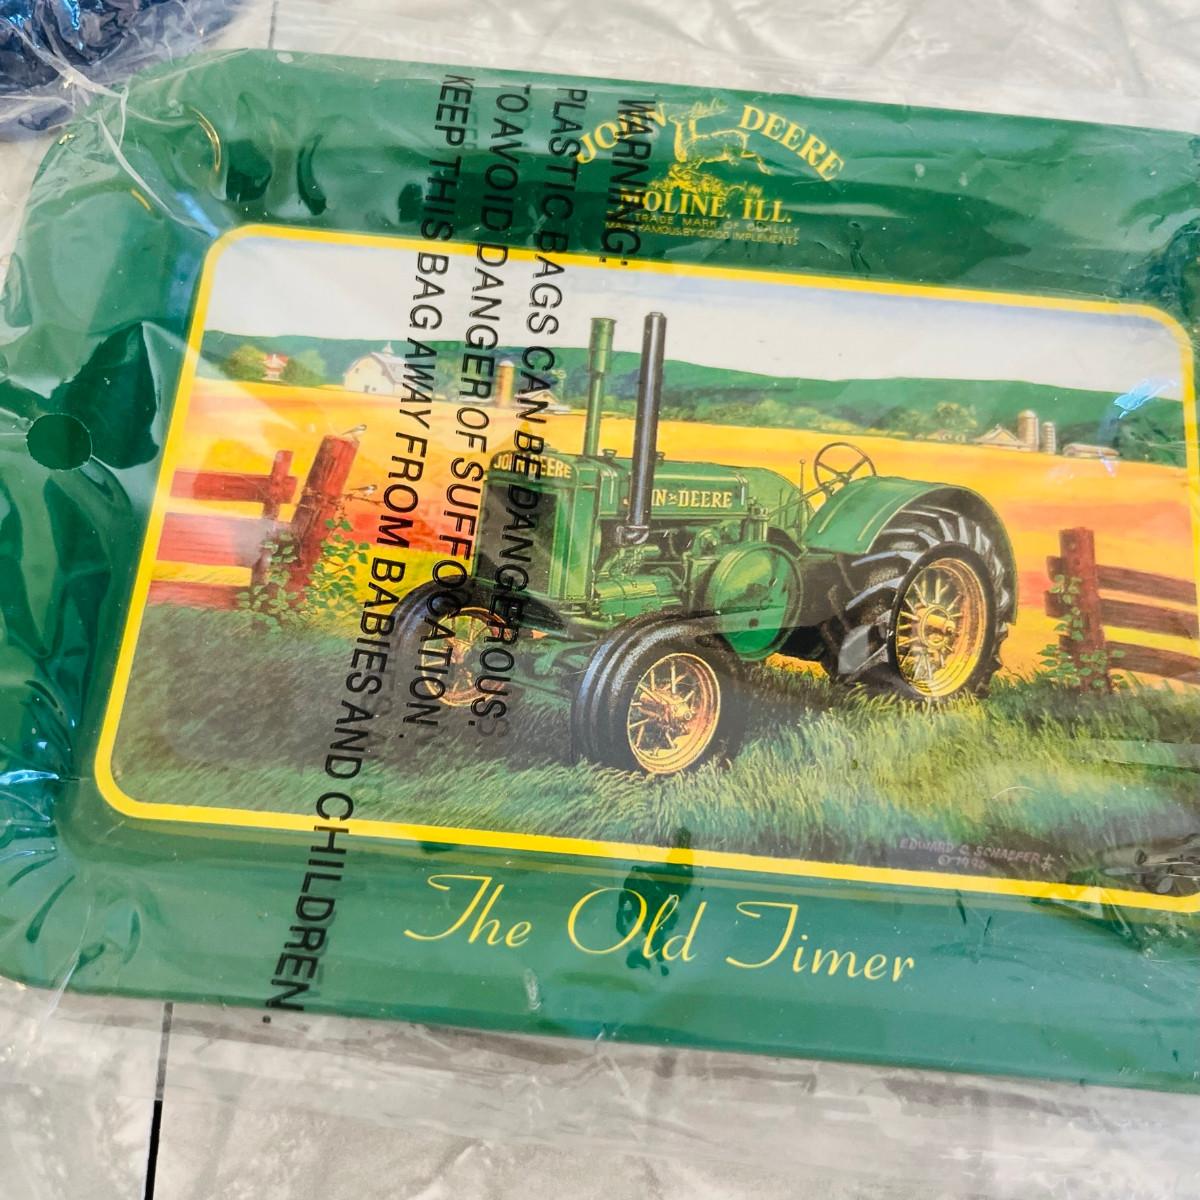 JOHN DEERE
MOLINE, ILL.
TRADE MARK OF QUALITY
MADE FAMOUS BY GOOD IMPLEMENTS
WARNING:
PLASTIC BAGS CAN BE DANGEROUS.
TO AVOID DANGER OF SUFFOCATION.
KEEP THIS BAG AWAY FROM BABIES AND CHILDREN.
JOHN DEERE
JOHN DEERE
EDWARD C. SCHAEFER
The Old Timer